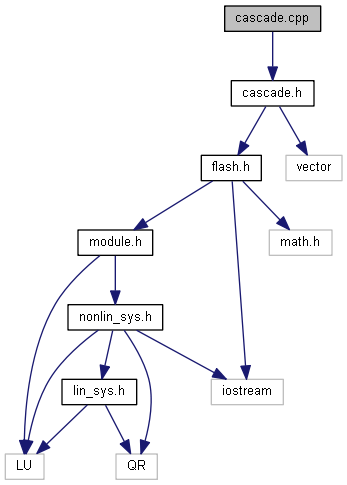 cascade.cpp
cascade.h
flash.h
vector
module.h
math.h
nonlin_sys.h
lin_sys.h
iostream
LU
QR